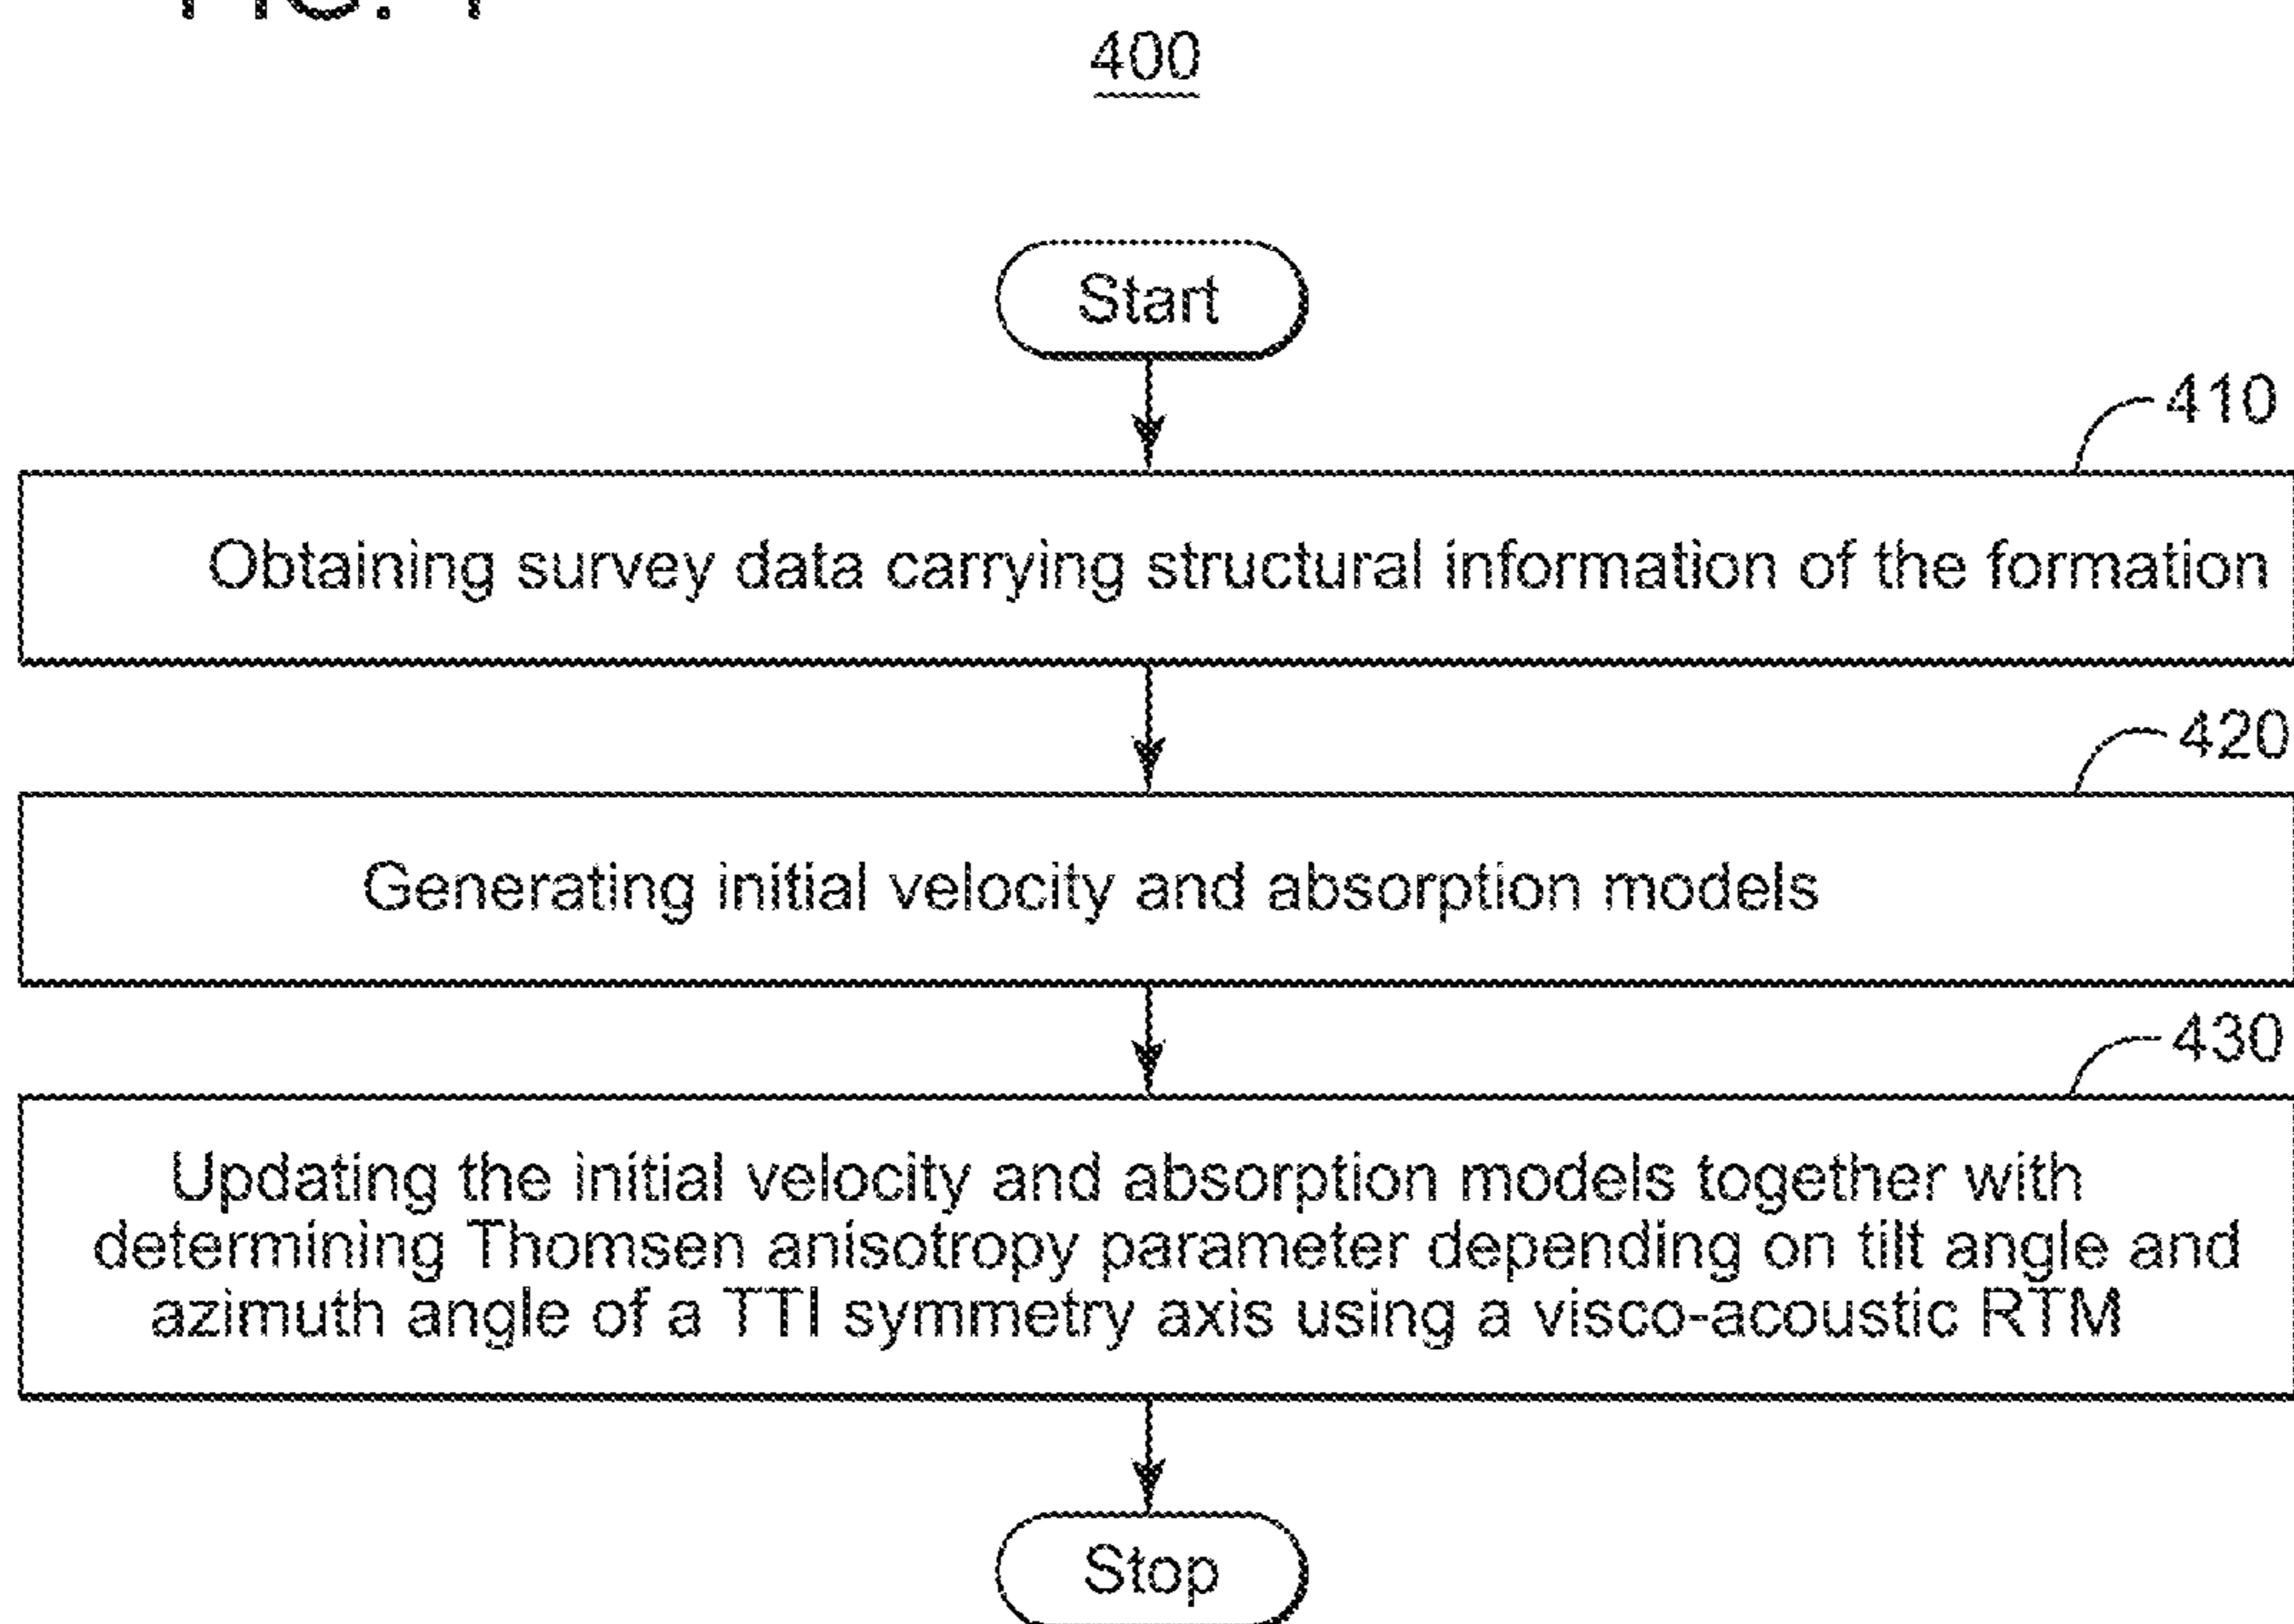 400
Start
410
Obtaining survey data carrying structural information of the formation
420
Generating initial velocity and absorption models
430
Updating the initial velocity and absorption models together with
determining Thomsen anisotropy parameter depending on tilt angle and
azimuth angle of a TTI symmetry axis using a visco-acoustic RTM
Stop